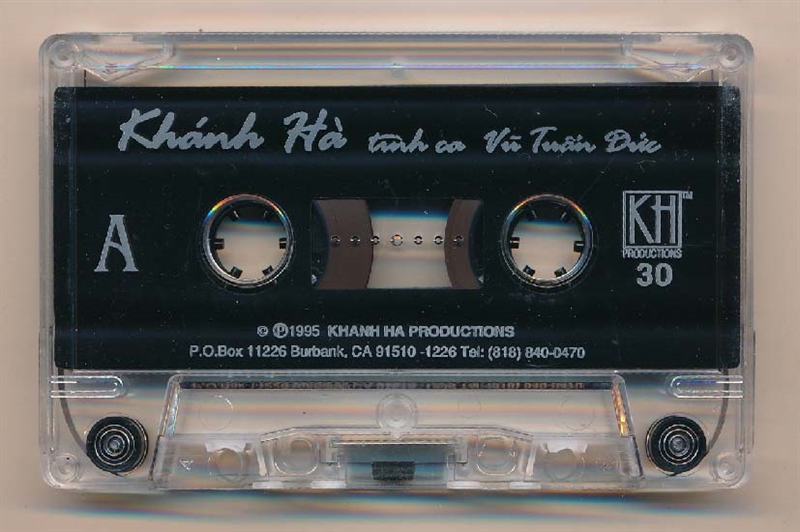 Khánh Hà tình ca Vũ Tuấn Đức
A
KH™
PRODUCTIONS
30
© ℗1995 KHANH HA PRODUCTIONS
P.O.Box 11226 Burbank, CA 91510 -1226 Tel: (818) 840-0470